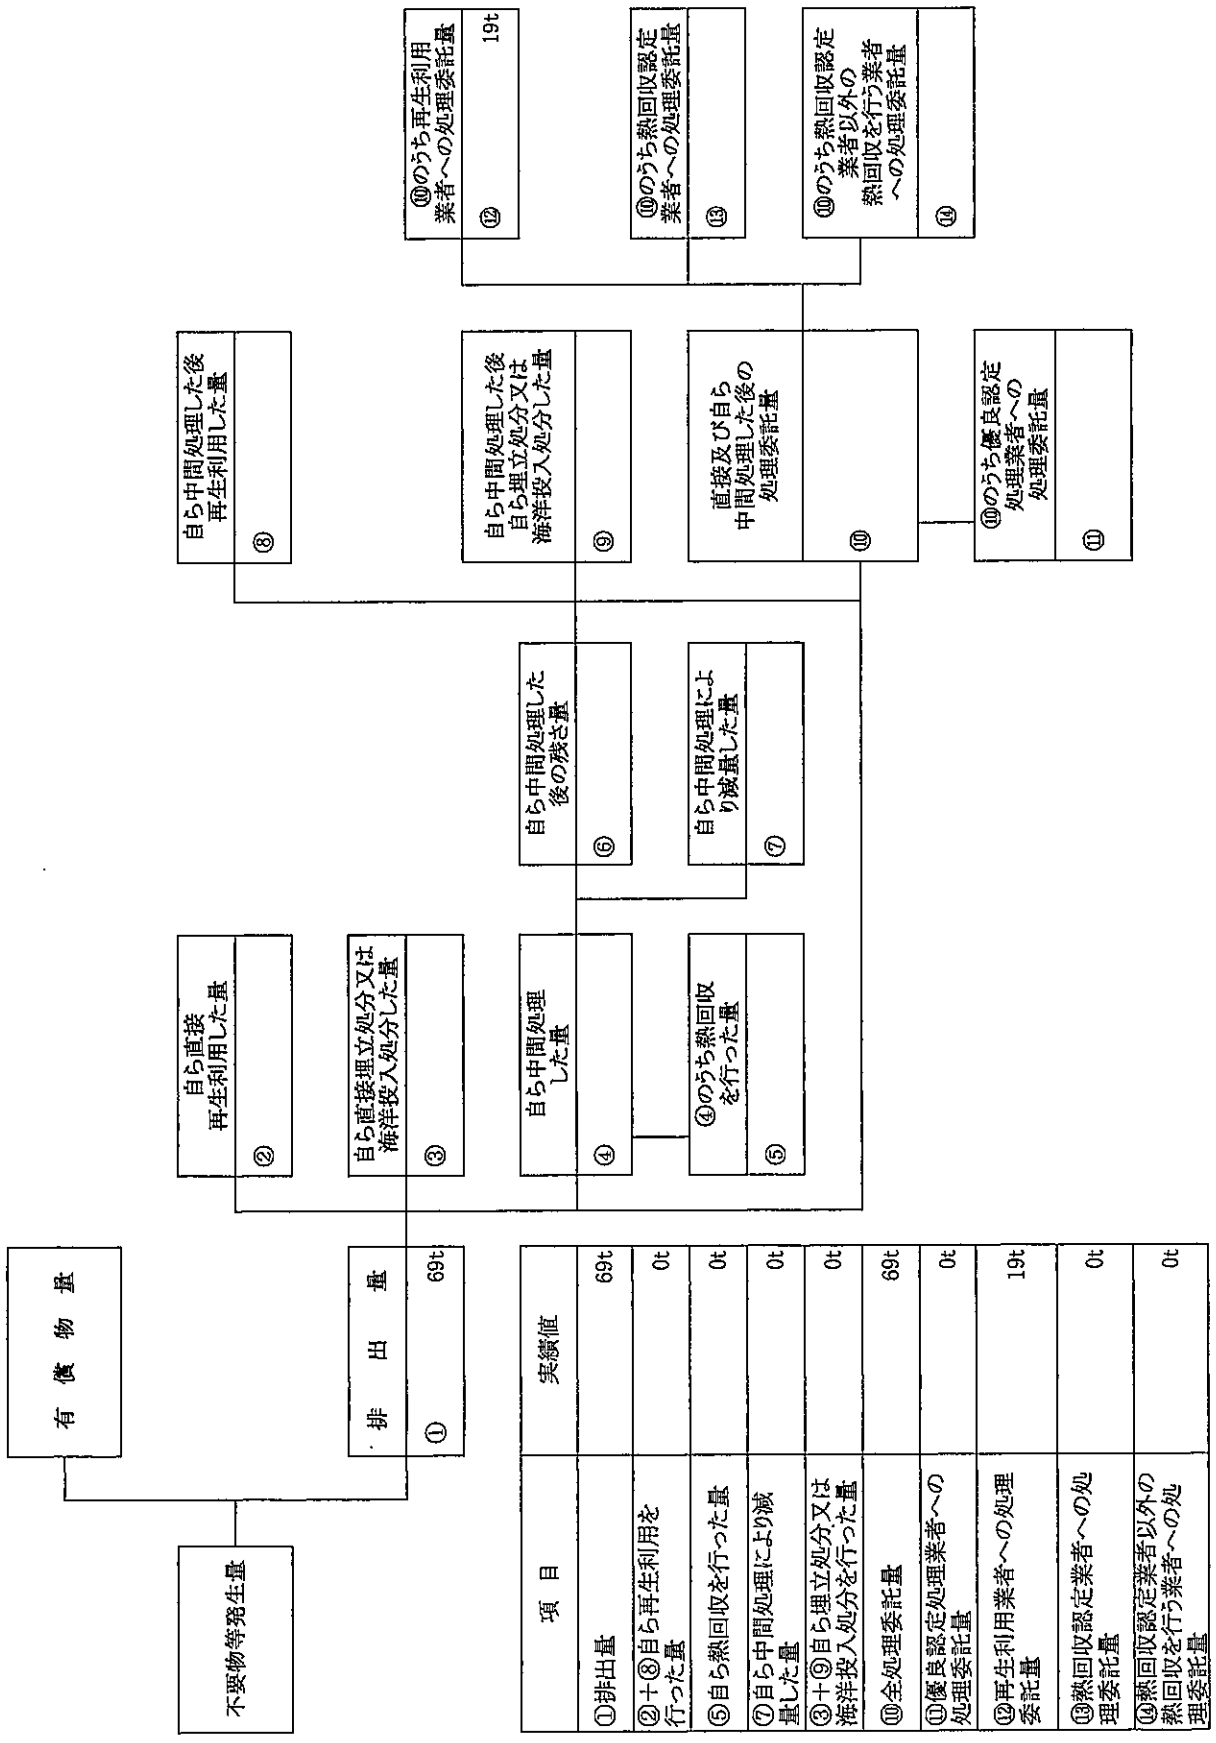 不要物等発生量
有償物量
排出量
①
69t
自ら直接
再生利用した量
②
自ら直接埋立処分又は
海洋投入処分した量
③
自ら中間処理
した量
④
④のうち熱回収
を行った量
⑤
自ら中間処理した
後の残さ量
⑥
自ら中間処理によ
り減量した量
⑦
自ら中間処理した後
再生利用した量
⑧
自ら中間処理した後
自ら埋立処分又は
海洋投入処分した量
⑨
直接及び自ら
中間処理した後の
処理委託量
⑩
⑩のうち優良認定
処理業者への
処理委託量
⑪
⑩のうち再生利用
業者への処理委託量
⑫
19t
⑩のうち熱回収認定
業者への処理委託量
⑬
⑩のうち熱回収認定
業者以外の
熱回収を行う業者
への処理委託量
⑭
項目 実績値
①排出量 69t
②+⑧自ら再生利用を
行った量 0t
⑤自ら熱回収を行った量 0t
⑦自ら中間処理により減
量した量 0t
③+⑨自ら埋立処分又は
海洋投入処分を行った量 0t
⑩全処理委託量 69t
⑪優良認定処理業者への
処理委託量 0t
⑫再生利用業者への処理
委託量 19t
⑬熱回収認定業者への処
理委託量 0t
⑭熱回収認定業者以外の
熱回収を行う業者への処
理委託量 0t